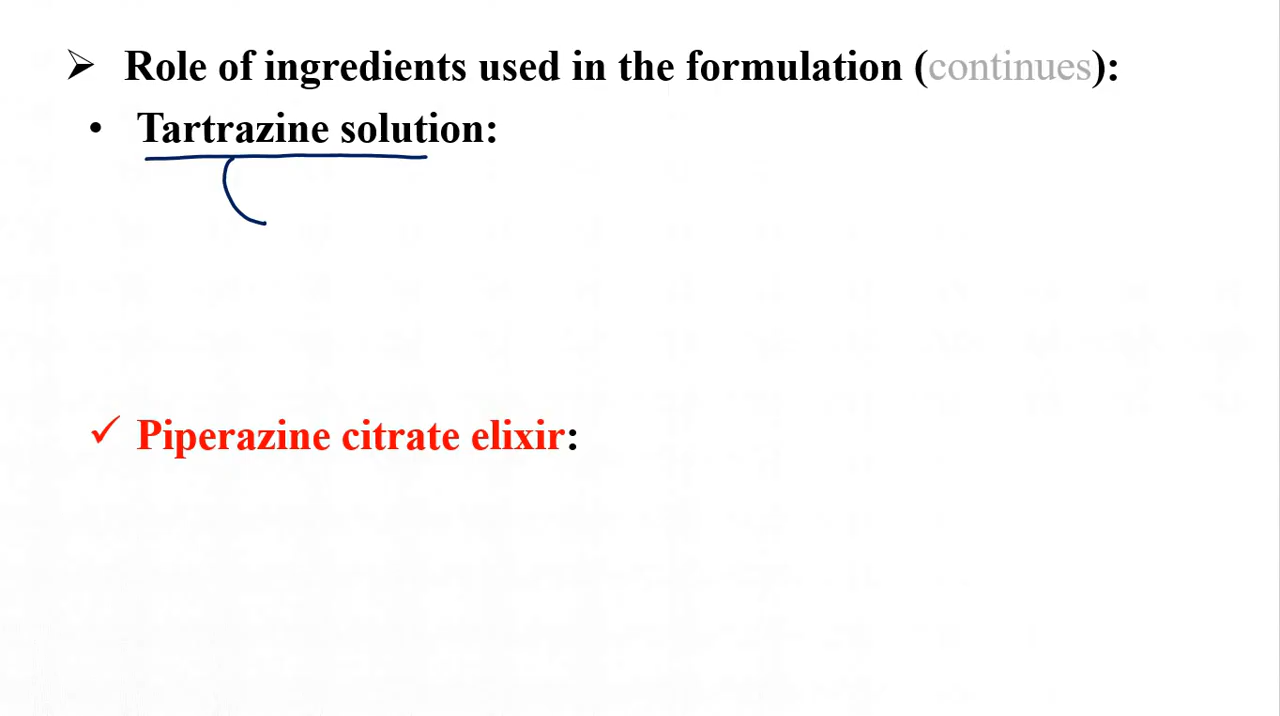 ➢ Role of ingredients used in the formulation (continues):
• Tartrazine solution:
✓ Piperazine citrate elixir: